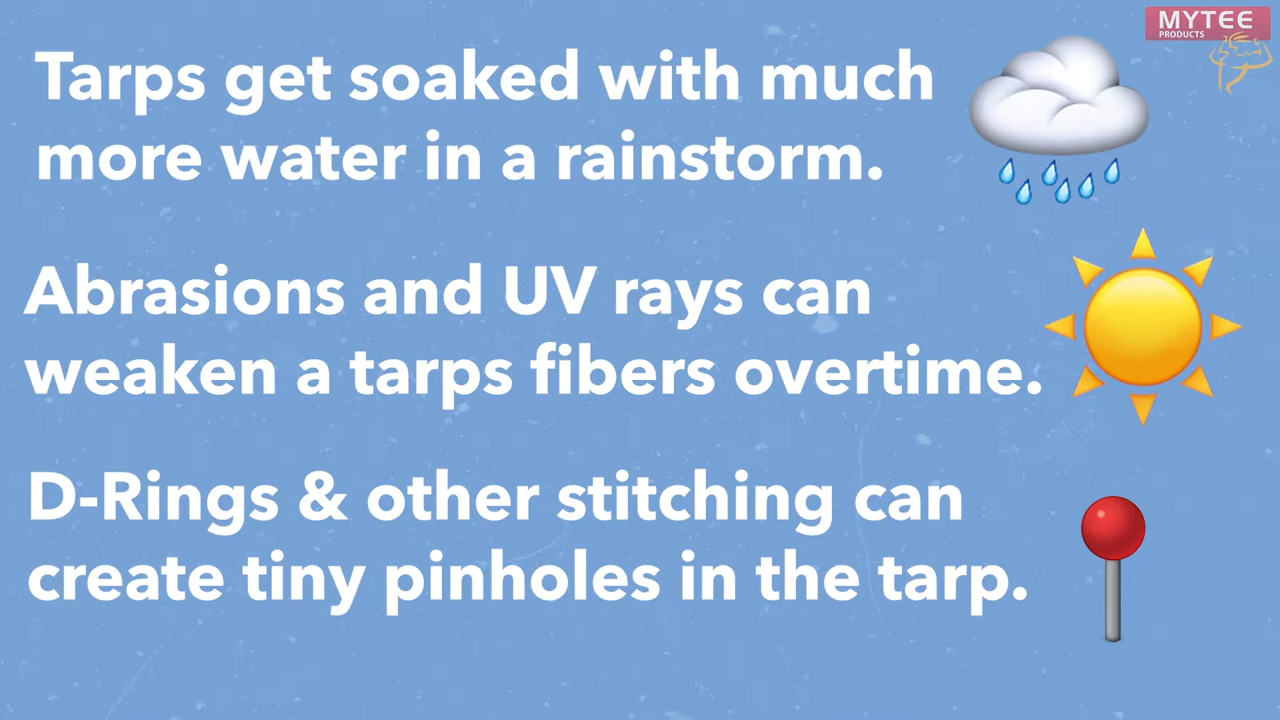 MYTEE
PRODUCTS
Tarps get soaked with much
more water in a rainstorm.
Abrasions and UV rays can
weaken a tarps fibers overtime.
D-Rings & other stitching can
create tiny pinholes in the tarp.